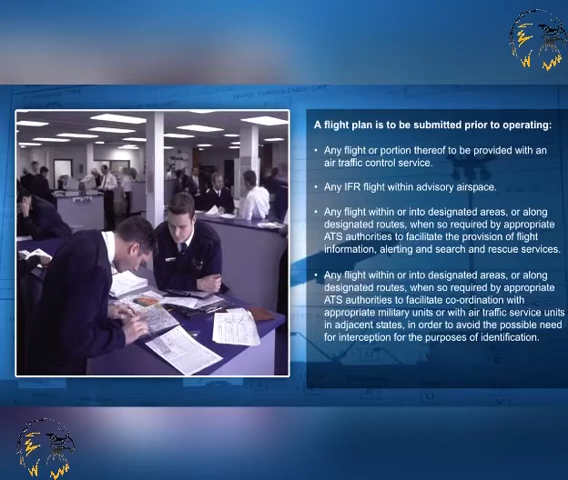 A flight plan is to be submitted prior to operating:
• Any flight or portion thereof to be provided with an
air traffic control service.
• Any IFR flight within advisory airspace.
• Any flight within or into designated areas, or along
designated routes, when so required by appropriate
ATS authorities to facilitate the provision of flight
information, alerting and search and rescue services.
• Any flight within or into designated areas, or along
designated routes, when so required by appropriate
ATS authorities to facilitate co-ordination with
appropriate military units or with air traffic service units
in adjacent states, in order to avoid the possible need
for interception for the purposes of identification.